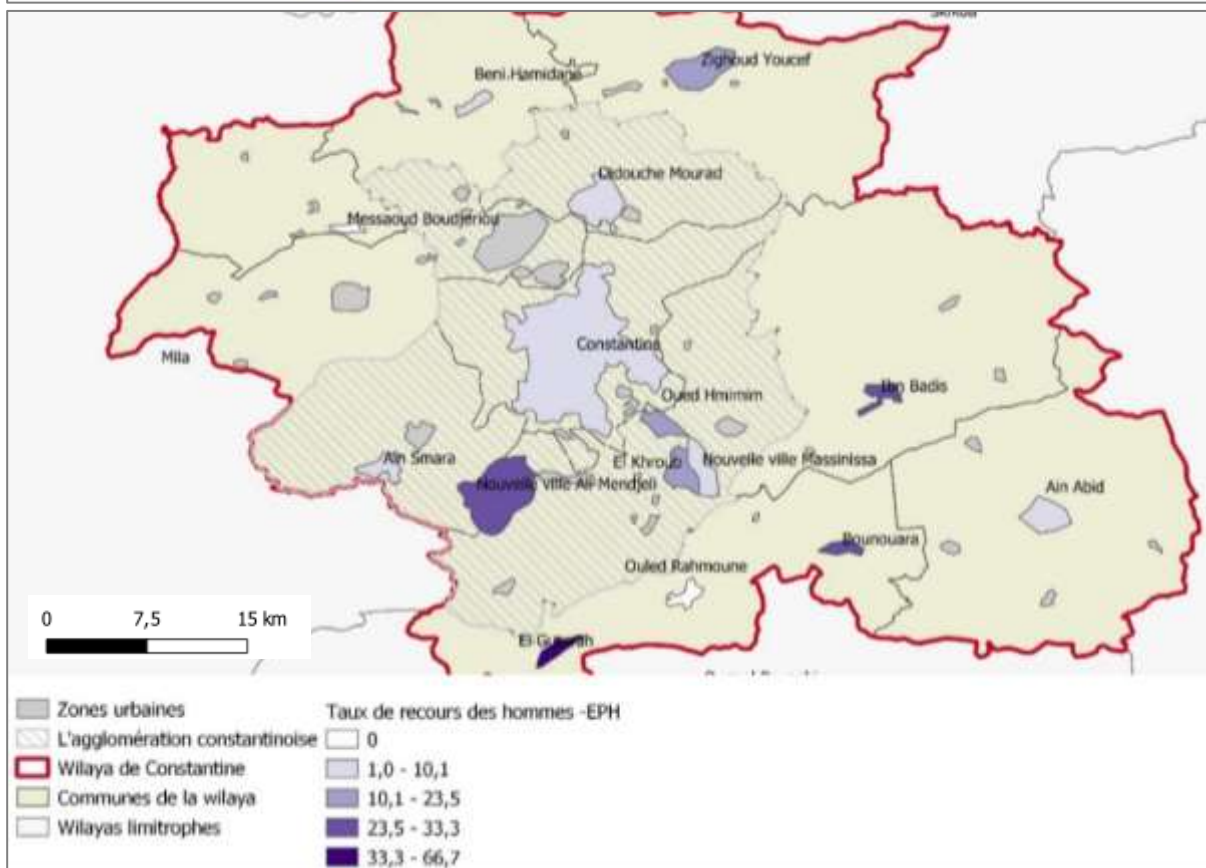 Skikda
Zighoud Youcef
Beni.Hamidane
Didouche Mourad
Messaoud Boudjeriou
Constantine
Mila
Ibn Badis
Oued Hmimim
Ain Smara
El Khroub
Nouvelle ville Massinissa
Nouvelle ville Ali Mendjeli
Ain Abid
Bounouara
Ouled Rahmoune
0 7,5 15 km
El Guerrah
Zones urbaines
L'agglomération constantinoise
Wilaya de Constantine
Communes de la wilaya
Wilayas limitrophes
Taux de recours des hommes -EPH
0
1,0 - 10,1
10,1 - 23,5
23,5 - 33,3
33,3 - 66,7